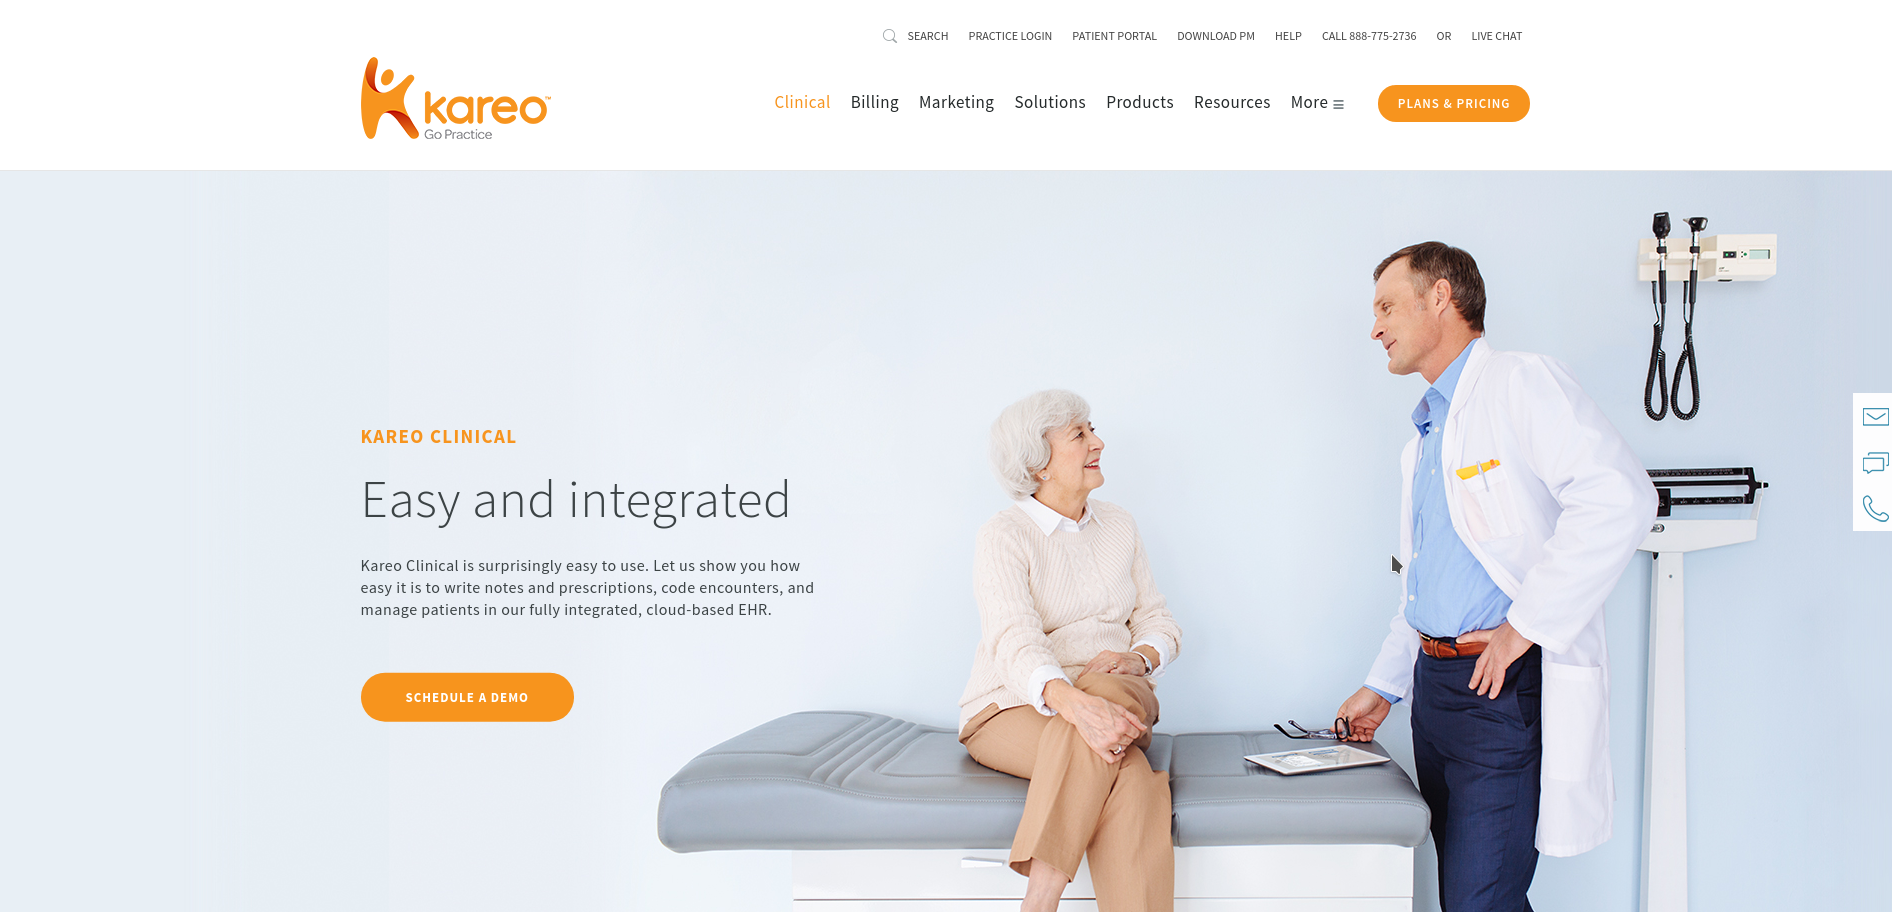 SEARCH PRACTICE LOGIN PATIENT PORTAL DOWNLOAD PM HELP CALL 888-775-2736 OR LIVE CHAT
kareo™
Go Practice
Clinical Billing Marketing Solutions Products Resources More PLANS & PRICING
KAREO CLINICAL
Easy and integrated
Kareo Clinical is surprisingly easy to use. Let us show you how
easy it is to write notes and prescriptions, code encounters, and
manage patients in our fully integrated, cloud-based EHR.
SCHEDULE A DEMO